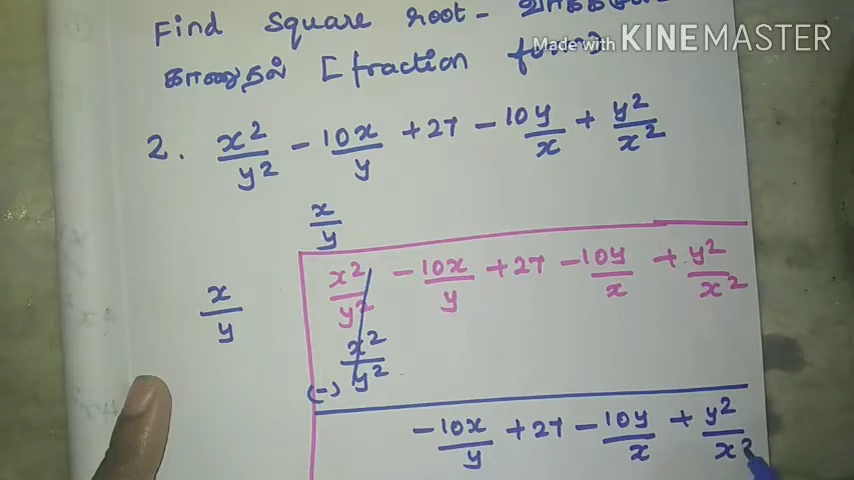 Find Square root -
காணுதல் [fraction form]
Made with KINEMASTER
2. x²/y² - 10x/y + 27 - 10y/x + y²/x²
x/y
x/y x²/y² - 10x/y + 27 - 10y/x + y²/x²
(-) x²/y²
-10x/y + 27 - 10y/x + y²/x²